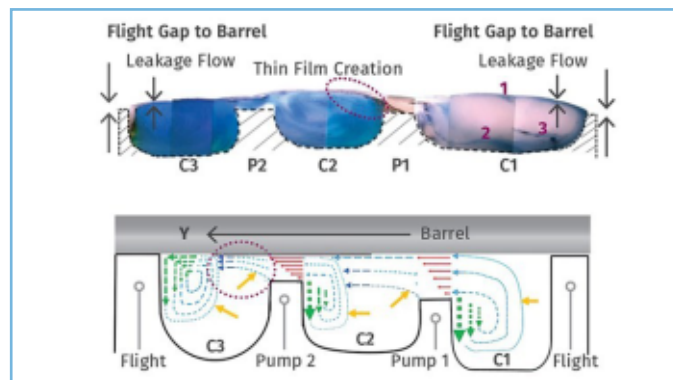 Flight Gap to Barrel
Flight Gap to Barrel
Leakage Flow
Thin Film Creation
Leakage Flow
1
2
3
C3
P2
C2
P1
C1
Y
Barrel
C3
C2
C1
Flight
Pump 2
Pump 1
Flight